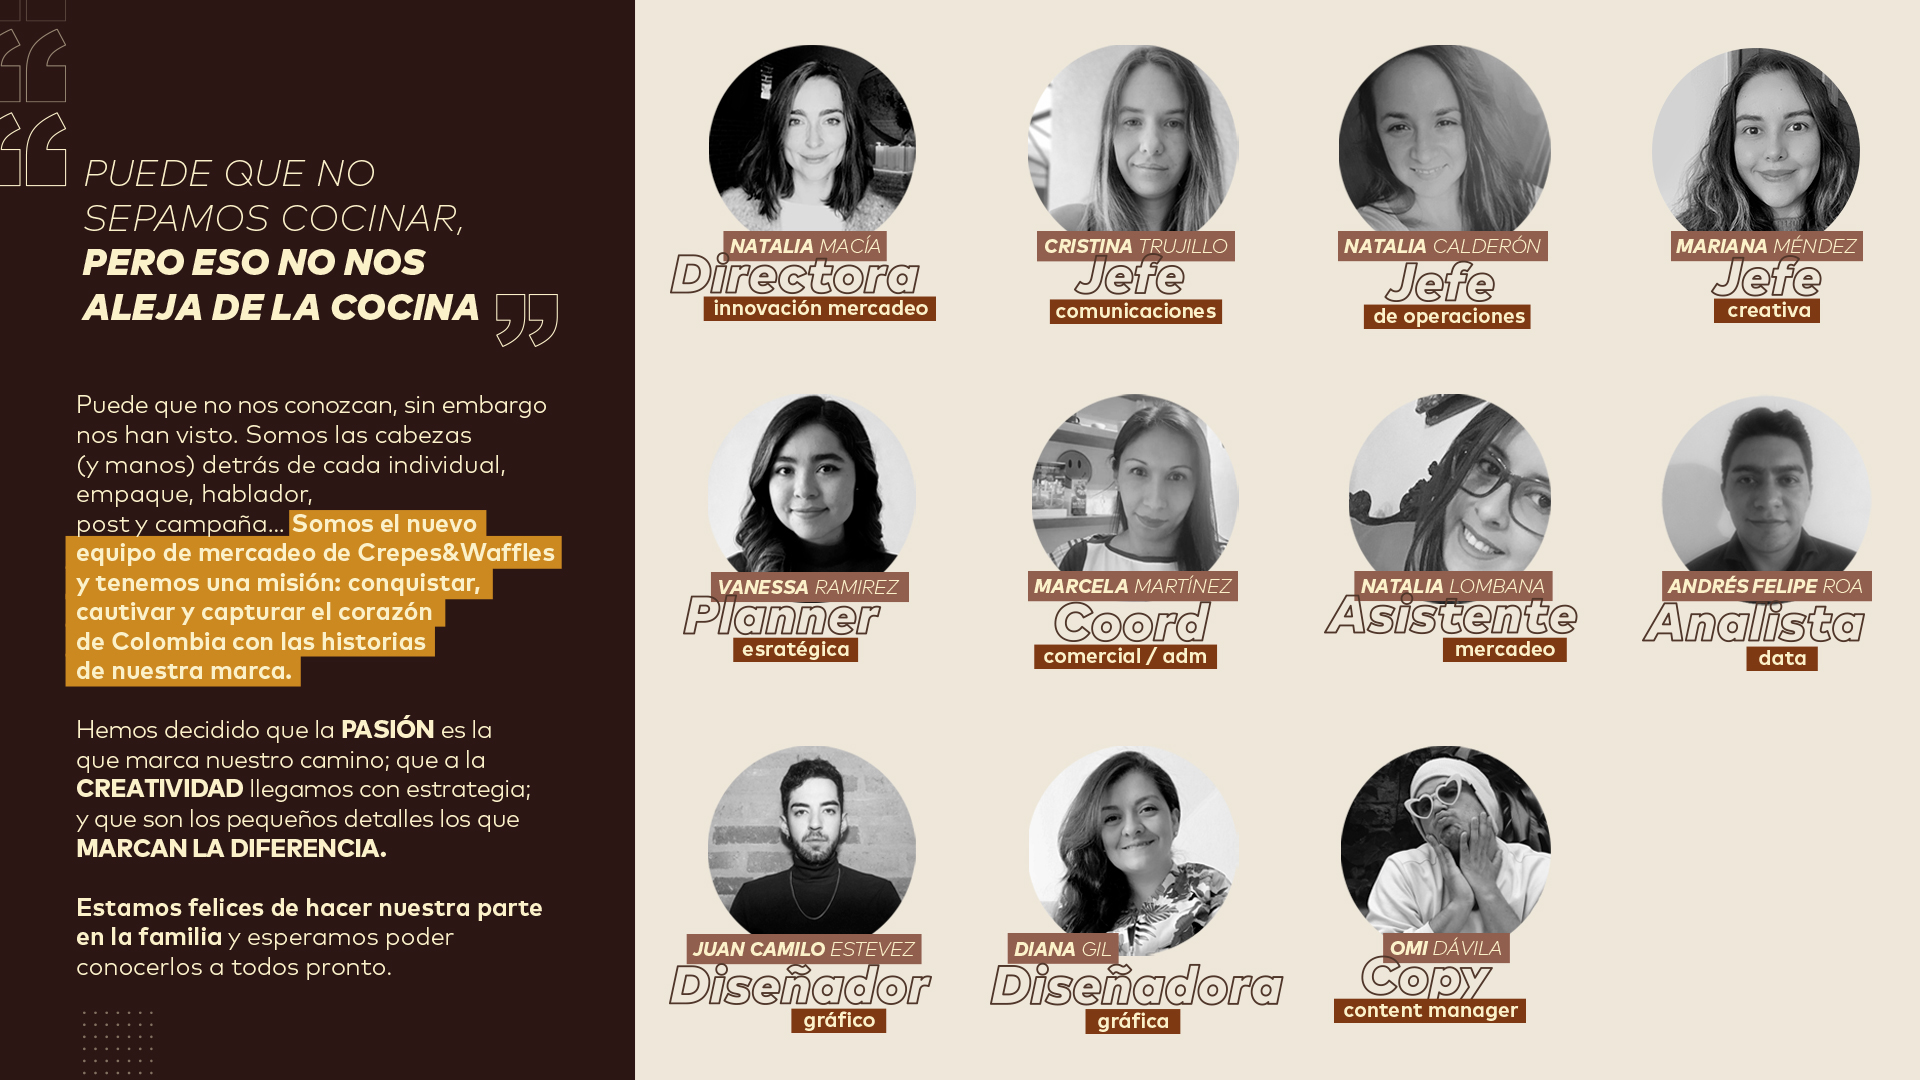 PUEDE QUE NO
SEPAMOS COCINAR,
PERO ESO NO NOS
ALEJA DE LA COCINA
Puede que no nos conozcan, sin embargo
nos han visto. Somos las cabezas
(y manos) detrás de cada individual,
empaque, hablador,
post y campaña... Somos el nuevo
equipo de mercadeo de Crepes&Waffles
y tenemos una misión: conquistar,
cautivar y capturar el corazón
de Colombia con las historias
de nuestra marca.
Hemos decidido que la PASIÓN es la
que marca nuestro camino; que a la
CREATIVIDAD llegamos con estrategia;
y que son los pequeños detalles los que
MARCAN LA DIFERENCIA.
Estamos felices de hacer nuestra parte
en la familia y esperamos poder
conocerlos a todos pronto.
NATALIA MACÍA
Directora
innovación mercadeo
CRISTINA TRUJILLO
Jefe
comunicaciones
NATALIA CALDERÓN
Jefe
de operaciones
MARIANA MÉNDEZ
Jefe
creativa
VANESSA RAMIREZ
Planner
esratégica
MARCELA MARTÍNEZ
Coord
comercial / adm
NATALIA LOMBANA
Asistente
mercadeo
ANDRÉS FELIPE ROA
Analista
data
JUAN CAMILO ESTEVEZ
Diseñador
gráfico
DIANA GIL
Diseñadora
gráfica
OMI DÁVILA
Copy
content manager